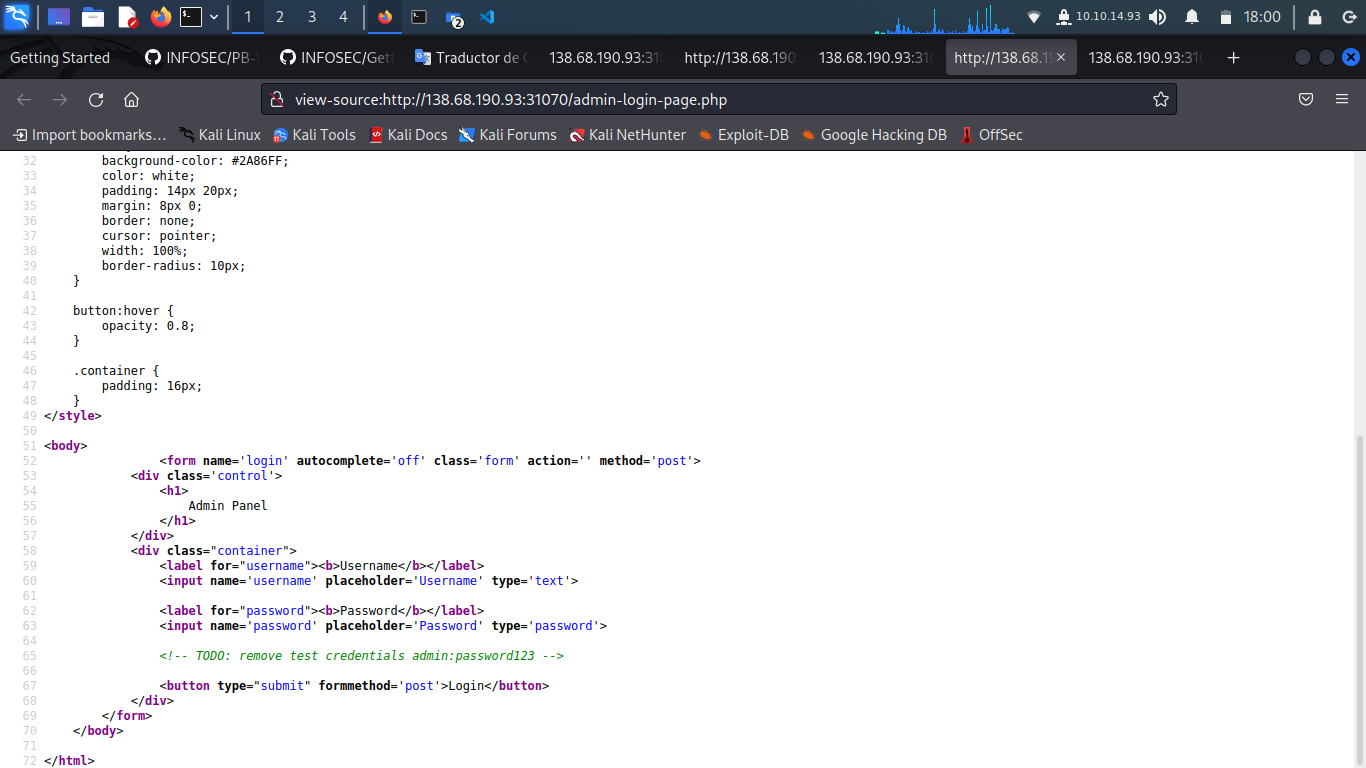 1 2 3 4 2 10.10.14.93 18:00
Getting Started INFOSEC/PB- INFOSEC/Gett Traductor de G 138.68.190.93:31 http://138.68.190 138.68.190.93:31 http://138.68.1 138.68.190.93:31
view-source:http://138.68.190.93:31070/admin-login-page.php
Import bookmarks... Kali Linux Kali Tools Kali Docs Kali Forums Kali NetHunter Exploit-DB Google Hacking DB OffSec
32 background-color: #2A86FF;
33 color: white;
34 padding: 14px 20px;
35 margin: 8px 0;
36 border: none;
37 cursor: pointer;
38 width: 100%;
39 border-radius: 10px;
40 }
41
42 button:hover {
43 opacity: 0.8;
44 }
45
46 .container {
47 padding: 16px;
48 }
49 </style>
50
51 <body>
52 <form name='login' autocomplete='off' class='form' action='' method='post'>
53 <div class='control'>
54 <h1>
55 Admin Panel
56 </h1>
57 </div>
58 <div class="container">
59 <label for="username"><b>Username</b></label>
60 <input name='username' placeholder='Username' type='text'>
61
62 <label for="password"><b>Password</b></label>
63 <input name='password' placeholder='Password' type='password'>
64
65 <!-- TODO: remove test credentials admin:password123 -->
66
67 <button type="submit" formmethod='post'>Login</button>
68 </div>
69 </form>
70 </body>
71
72 </html>